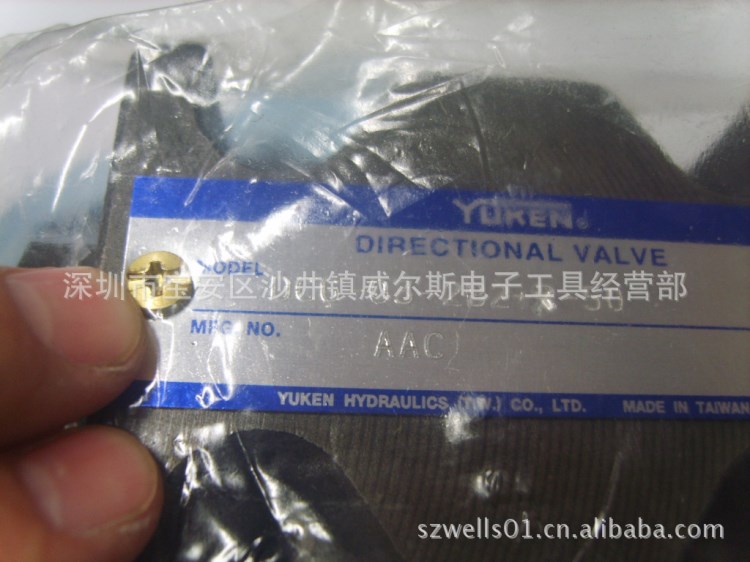 YUKEN®
DIRECTIONAL VALVE
MODEL
深圳市宝安区沙井镇威尔斯电子工具经营部
MFG. NO. AAC
YUKEN HYDRAULICS (T.W.) CO., LTD. MADE IN TAIWAN
szwells01.cn.alibaba.com